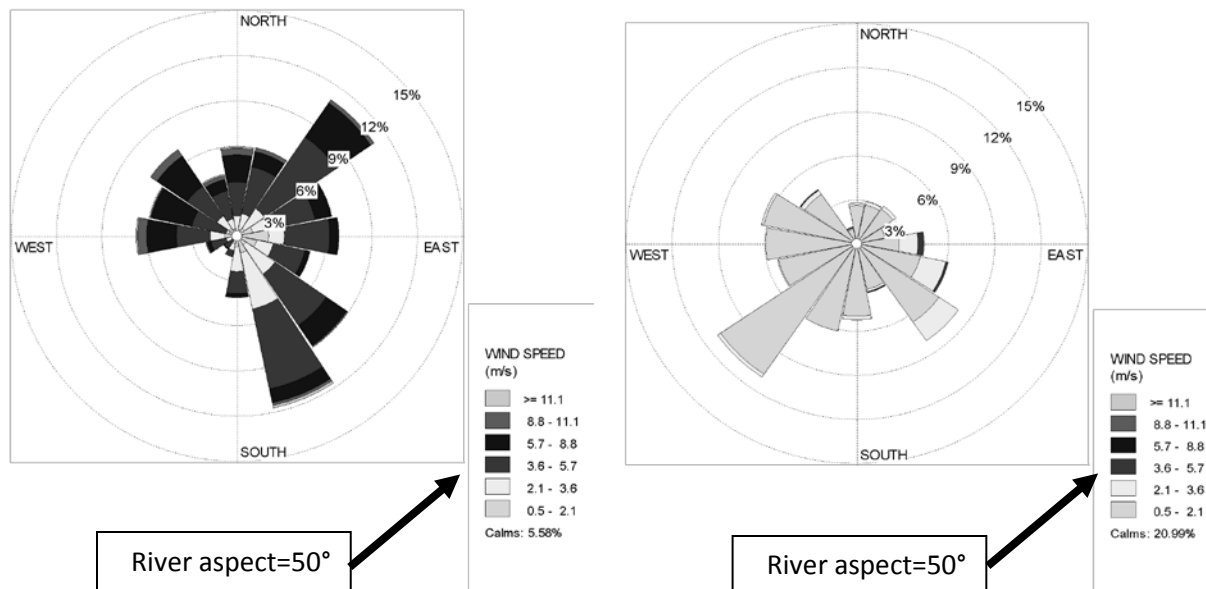 NORTH
15%
12%
9%
6%
3%
WEST
EAST
SOUTH
WIND SPEED
(m/s)
>= 11.1
8.8 - 11.1
5.7 - 8.8
3.6 - 5.7
2.1 - 3.6
0.5 - 2.1
Calms: 5.58%
River aspect=50°
NORTH
15%
12%
9%
6%
3%
WEST
EAST
SOUTH
WIND SPEED
(m/s)
>= 11.1
8.8 - 11.1
5.7 - 8.8
3.6 - 5.7
2.1 - 3.6
0.5 - 2.1
Calms: 20.99%
River aspect=50°